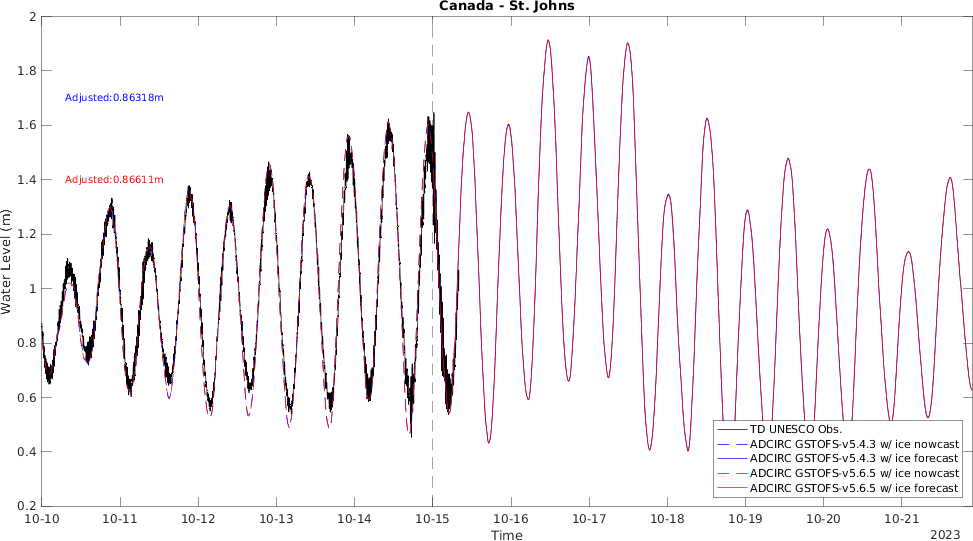 Canada - St. Johns
2
1.8
1.6
1.4
1.2
1
0.8
0.6
0.4
0.2
Water Level (m)
Adjusted:0.86318m
Adjusted:0.86611m
TD UNESCO Obs.
ADCIRC GSTOFS-v5.4.3 w/ ice nowcast
ADCIRC GSTOFS-v5.4.3 w/ ice forecast
ADCIRC GSTOFS-v5.6.5 w/ ice nowcast
ADCIRC GSTOFS-v5.6.5 w/ ice forecast
10-10 10-11 10-12 10-13 10-14 10-15 10-16 10-17 10-18 10-19 10-20 10-21
Time
2023